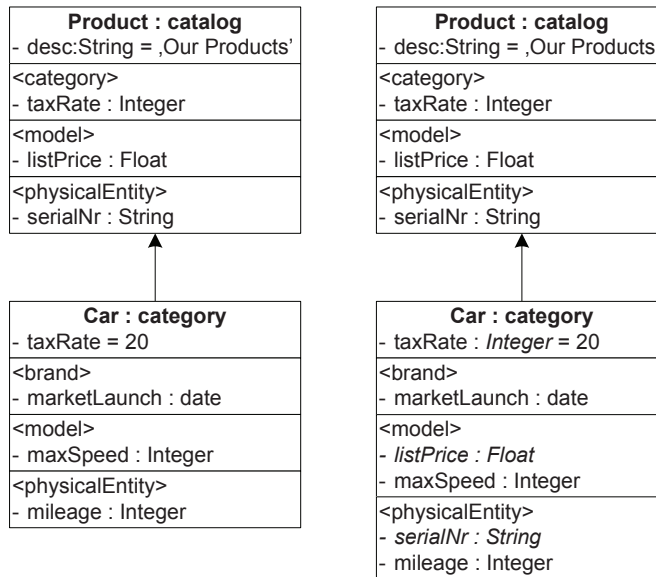 Product : catalog
- desc:String = ‚Our Products’
<category>
- taxRate : Integer
<model>
- listPrice : Float
<physicalEntity>
- serialNr : String
Car : category
- taxRate = 20
<brand>
- marketLaunch : date
<model>
- maxSpeed : Integer
<physicalEntity>
- mileage : Integer
Product : catalog
- desc:String = ‚Our Products
<category>
- taxRate : Integer
<model>
- listPrice : Float
<physicalEntity>
- serialNr : String
Car : category
- taxRate : Integer = 20
<brand>
- marketLaunch : date
<model>
- listPrice : Float
- maxSpeed : Integer
<physicalEntity>
- serialNr : String
- mileage : Integer